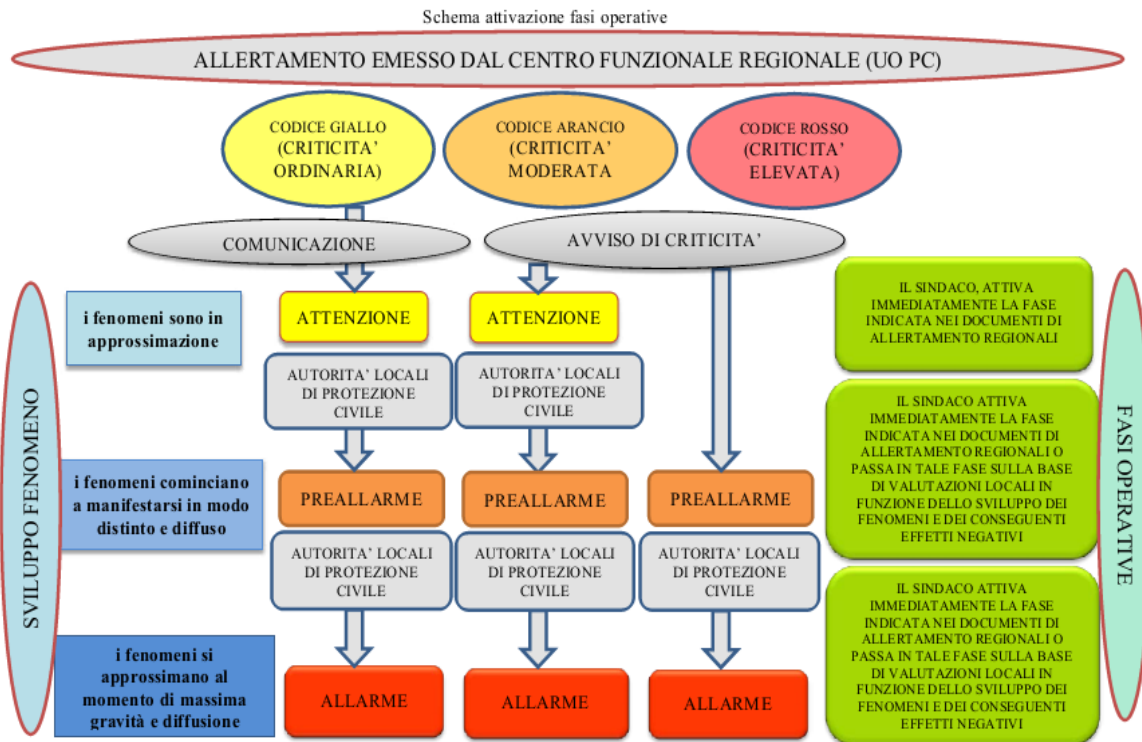 Schema attivazione fasi operative
ALLERTAMENTO EMESSO DAL CENTRO FUNZIONALE REGIONALE (UO PC)
CODICE GIALLO
(CRITICITA’
ORDINARIA)
CODICE ARANCIO
(CRITICITA’
MODERATA
CODICE ROSSO
(CRITICITA’
ELEVATA)
COMUNICAZIONE
AVVISO DI CRITICITA’
SVILUPPO FENOMENO
i fenomeni sono in
approssimazione
ATTENZIONE
ATTENZIONE
IL SINDACO, ATTIVA
IMMEDIATAMENTE LA FASE
INDICATA NEI DOCUMENTI DI
ALLERTAMENTO REGIONALI
AUTORITA’ LOCALI
DI PROTEZIONE
CIVILE
AUTORITA’ LOCALI
DI PROTEZIONE
CIVILE
i fenomeni cominciano
a manifestarsi in modo
distinto e diffuso
PREALLARME
PREALLARME
PREALLARME
IL SINDACO ATTIVA
IMMEDIATAMENTE LA FASE
INDICATA NEI DOCUMENTI DI
ALLERTAMENTO REGIONALI O
PASSA IN TALE FASE SULLA BASE
DI VALUTAZIONI LOCALI IN
FUNZIONE DELLO SVILUPPO DEI
FENOMENI E DEI CONSEGUENTI
EFFETTI NEGATIVI
AUTORITA’ LOCALI
DI PROTEZIONE
CIVILE
AUTORITA’ LOCALI
DI PROTEZIONE
CIVILE
AUTORITA’ LOCALI
DI PROTEZIONE
CIVILE
i fenomeni si
approssimano al
momento di massima
gravità e diffusione
ALLARME
ALLARME
ALLARME
IL SINDACO ATTIVA
IMMEDIATAMENTE LA FASE
INDICATA NEI DOCUMENTI DI
ALLERTAMENTO REGIONALI O
PASSA IN TALE FASE SULLA BASE
DI VALUTAZIONI LOCALI IN
FUNZIONE DELLO SVILUPPO DEI
FENOMENI E DEI CONSEGUENTI
EFFETTI NEGATIVI
FASI OPERATIVE